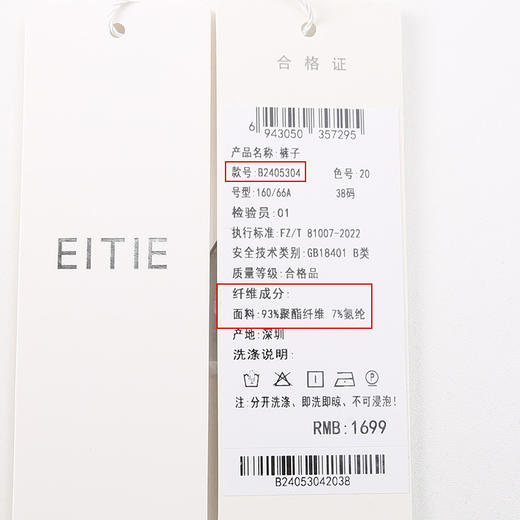 EITIE
合格证
6 943050 357295
产品名称:裤子
款号:B2405304 色号:20
号型:160/66A 38码
检验员:01
执行标准:FZ/T 81007-2022
安全技术类别:GB18401 B类
质量等级:合格品
纤维成分:
面料:93%聚酯纤维 7%氨纶
产地:深圳
洗涤说明:
注:分开洗涤、即洗即晾、不可浸泡!
RMB:1699
B24053042038